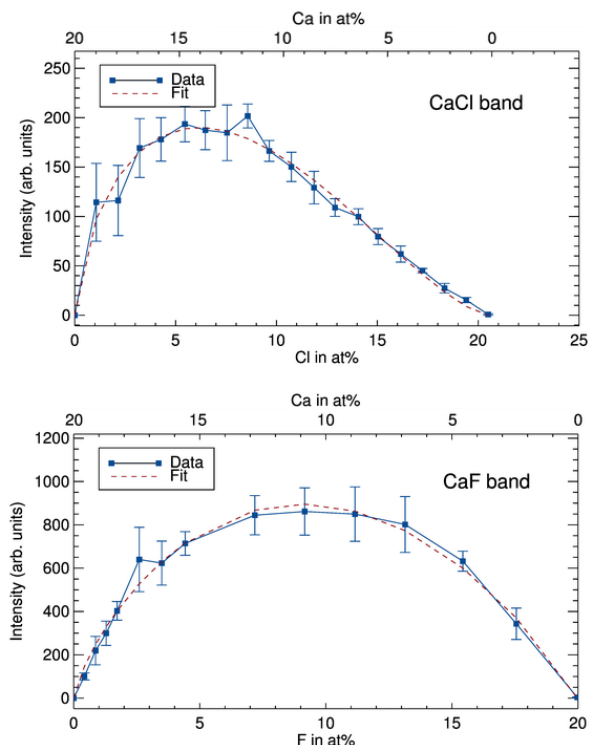 Ca in at%
20 15 10 5 0
250
200
150
100
50
0
Intensity (arb. units)
Data
Fit
CaCl band
0 5 10 15 20 25
Cl in at%
Ca in at%
20 15 10 5 0
1200
1000
800
600
400
200
0
Intensity (arb. units)
Data
Fit
CaF band
0 5 10 15 20
F in at%